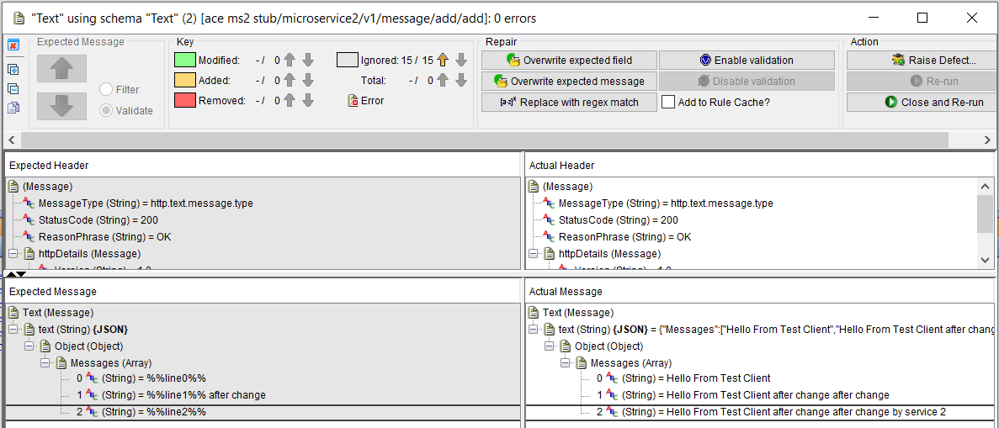 "Text" using schema "Text" (2) [ace ms2 stub/microservice2/v1/message/add/add]: 0 errors
Expected Message
Filter
Validate
Key
Modified: - / 0
Added: - / 0
Removed: - / 0
Ignored: 15 / 15
Total: - / 0
Error
Repair
Overwrite expected field
Enable validation
Overwrite expected message
Disable validation
[a-z]* Replace with regex match
Add to Rule Cache?
Action
Raise Defect...
Re-run
Close and Re-run
Expected Header
(Message)
MessageType (String) = http.text.message.type
StatusCode (String) = 200
ReasonPhrase (String) = OK
httpDetails (Message)
Actual Header
(Message)
MessageType (String) = http.text.message.type
StatusCode (String) = 200
ReasonPhrase (String) = OK
httpDetails (Message)
Expected Message
Text (Message)
text (String) {JSON}
Object (Object)
Messages (Array)
0 (String) = %%line0%%
1 (String) = %%line1%% after change
2 (String) = %%line2%%
Actual Message
Text (Message)
text (String) {JSON} = {"Messages":["Hello From Test Client","Hello From Test Client after chang
Object (Object)
Messages (Array)
0 (String) = Hello From Test Client
1 (String) = Hello From Test Client after change after change
2 (String) = Hello From Test Client after change after change by service 2